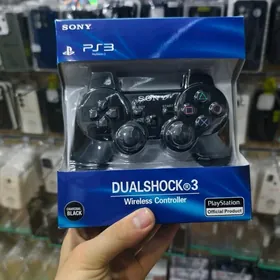 SONY
PS3
SONY
DUALSHOCK®3
Wireless Controller
BLACK
PlayStation
Official Product